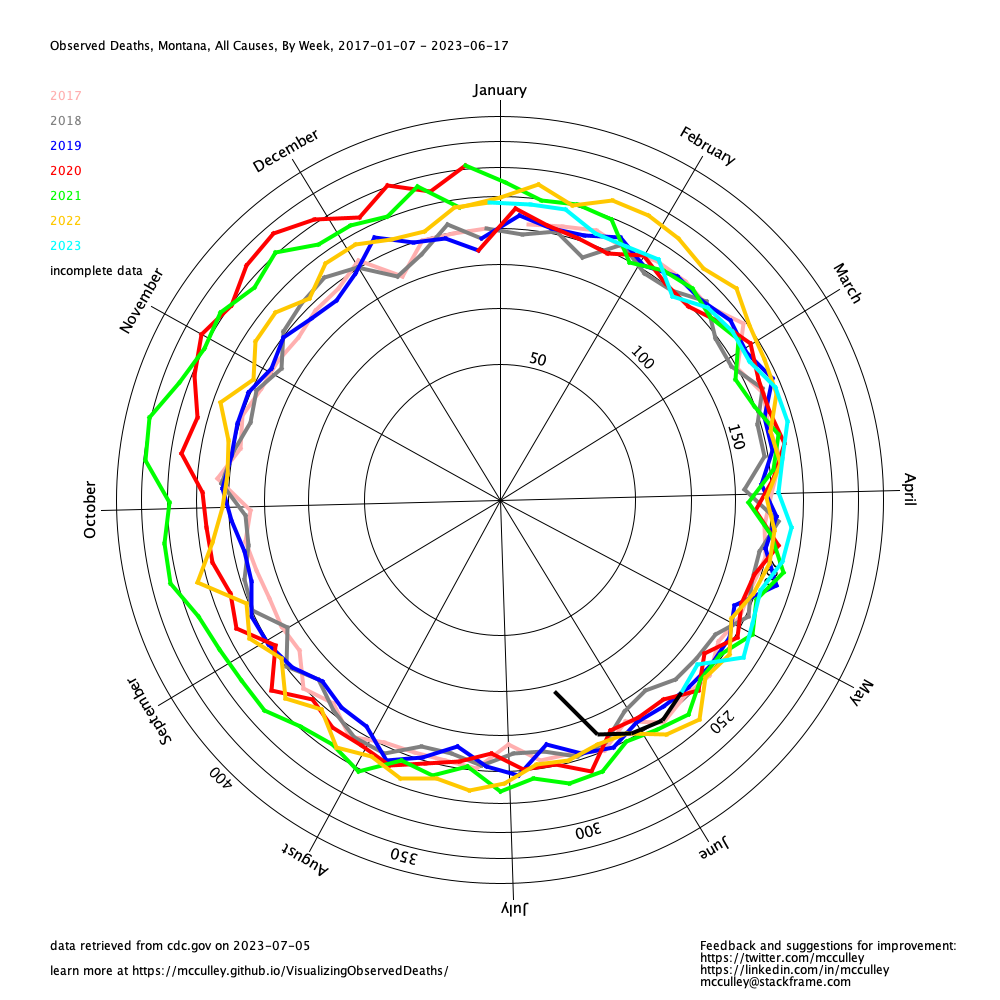 Observed Deaths, Montana, All Causes, By Week, 2017-01-07 - 2023-06-17
January
2017
2018
2019
2020
2021
2022
2023
incomplete data
December
February
November
March
50
100
150
October
April
September
May
250
400
300
350
August
June
July
data retrieved from cdc.gov on 2023-07-05
learn more at https://mcculley.github.io/VisualizingObservedDeaths/
Feedback and suggestions for improvement:
https://twitter.com/mcculley
https://linkedin.com/in/mcculley
mcculley@stackframe.com